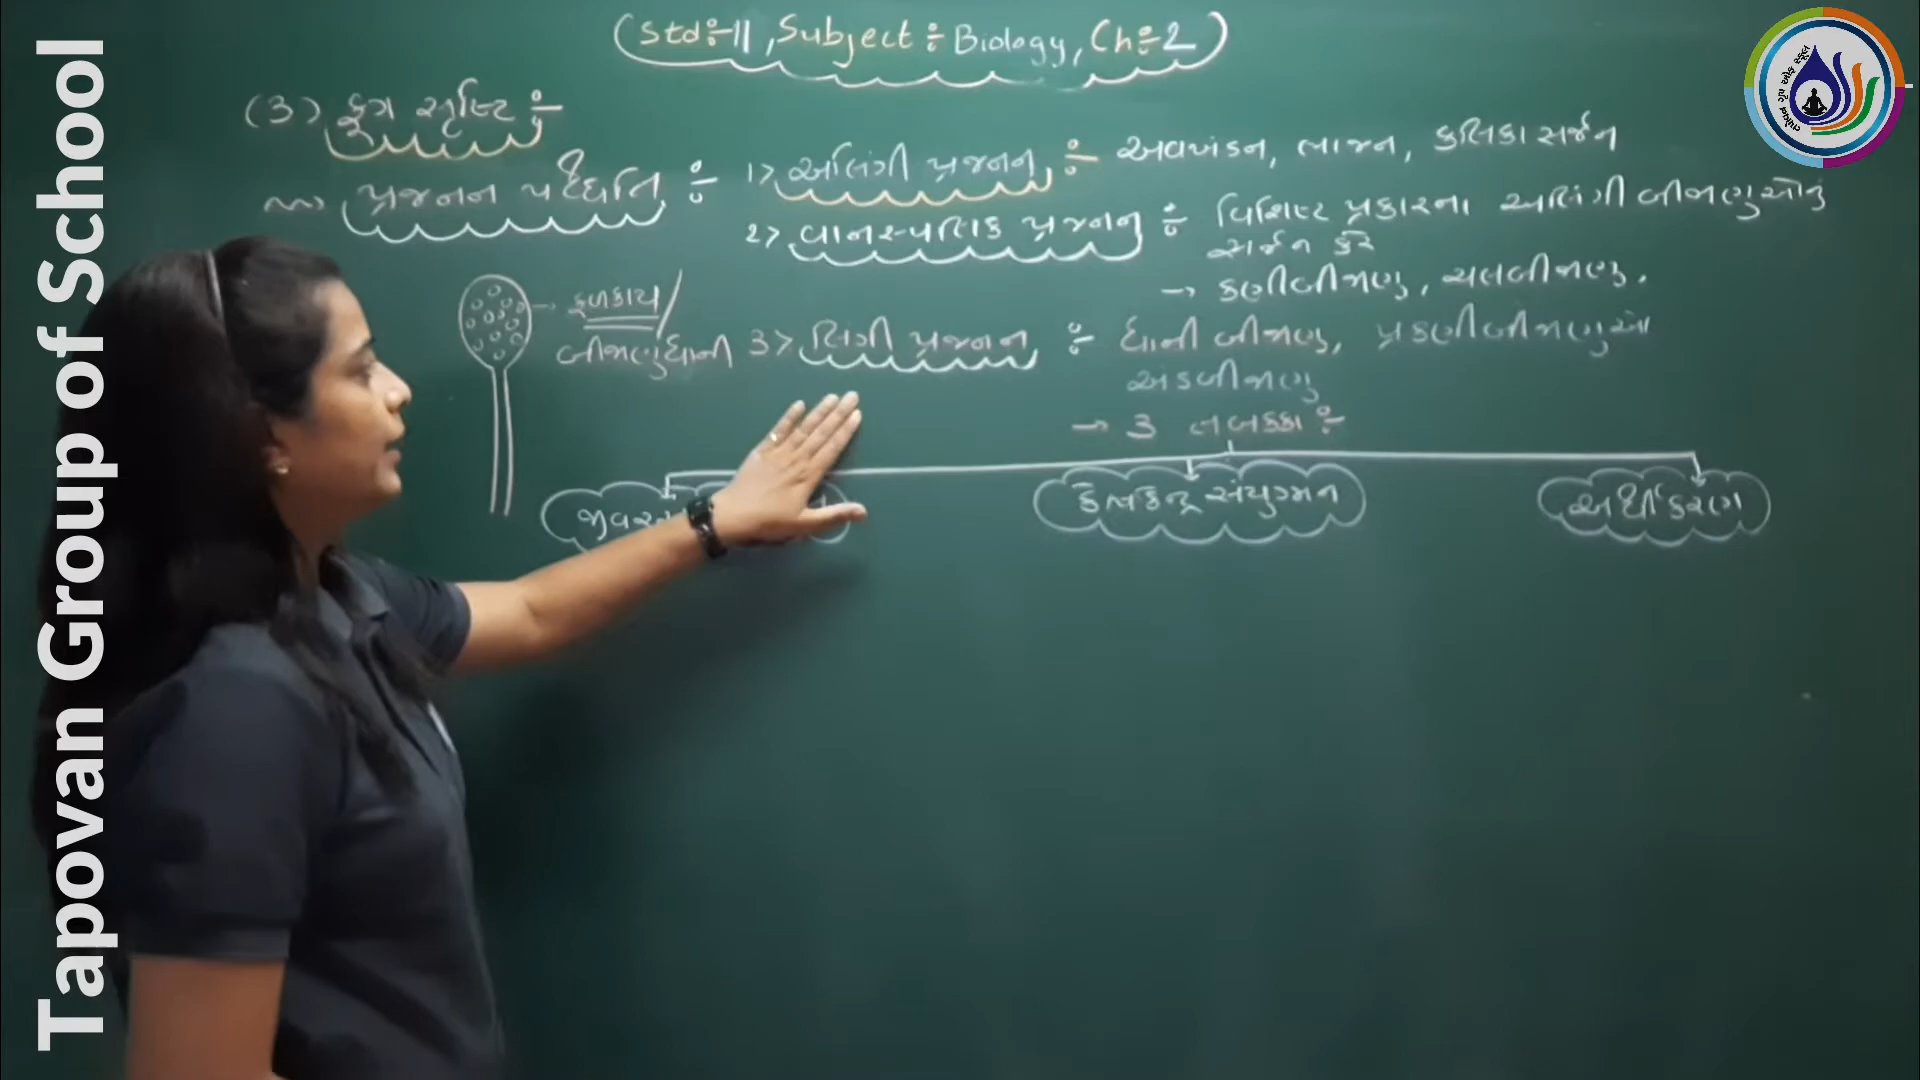 (Std:-11, Subject:- Biology, Ch:-2)
(3) ફૂગ સૃષ્ટિ :-
પ્રજનન પદ્ધતિ :- 1> અલિંગી પ્રજનન :- અવખંડન, ભાજન, કલિકા સર્જન
2> વાનસ્પતિક પ્રજનન :- વિશિષ્ટ પ્રકારના અલિંગી બીજાણુઓનુ
સર્જન કરે
→ કણીબીજાણુ, ચલબીજાણુ.
→ ફળકાય/
બીજાણુધાની
3> લિંગી પ્રજનન :- ધાની બીજાણુ, પ્રકણીબીજાણુઓ
અંડબીજાણુ
→ 3 તબક્કા :-
કોષકેન્દ્ર સંયુગ્મન
અર્ધીકરણ
Tapovan Group of School